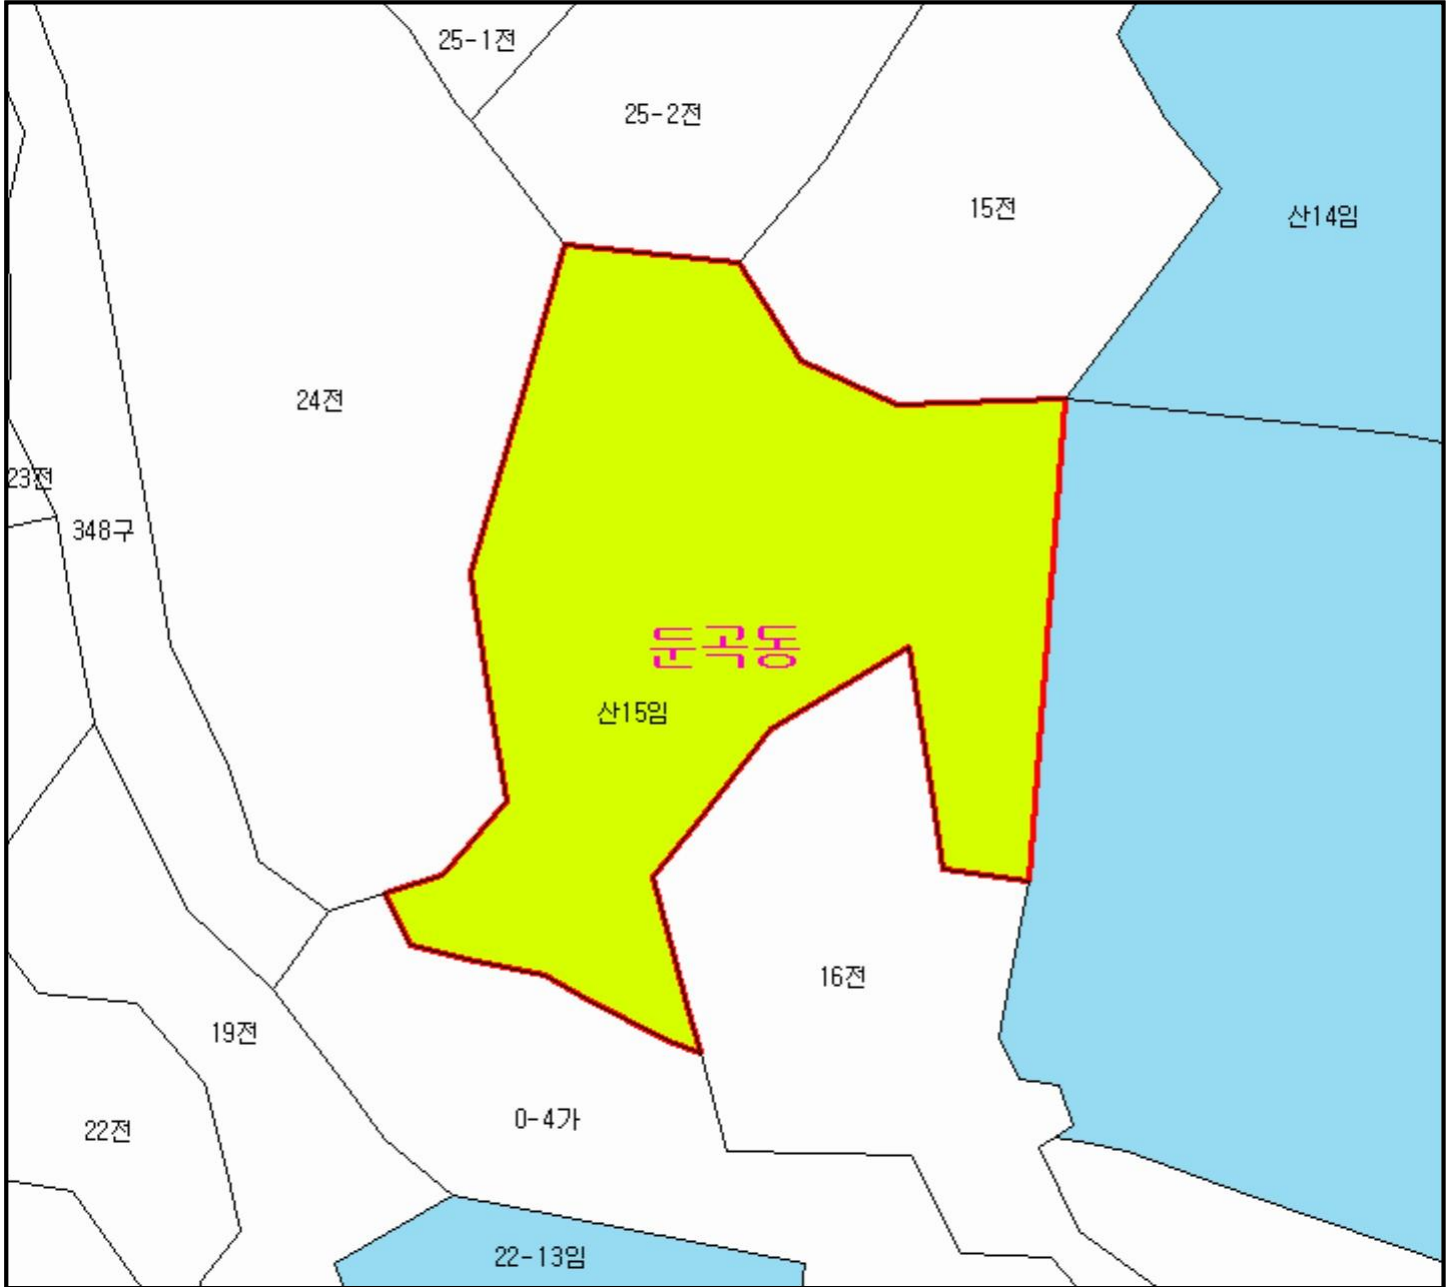 25-1전
25-2전
15전
산14임
24전
23전
348구
둔곡동
산15임
16전
19전
0-4가
22전
22-13임